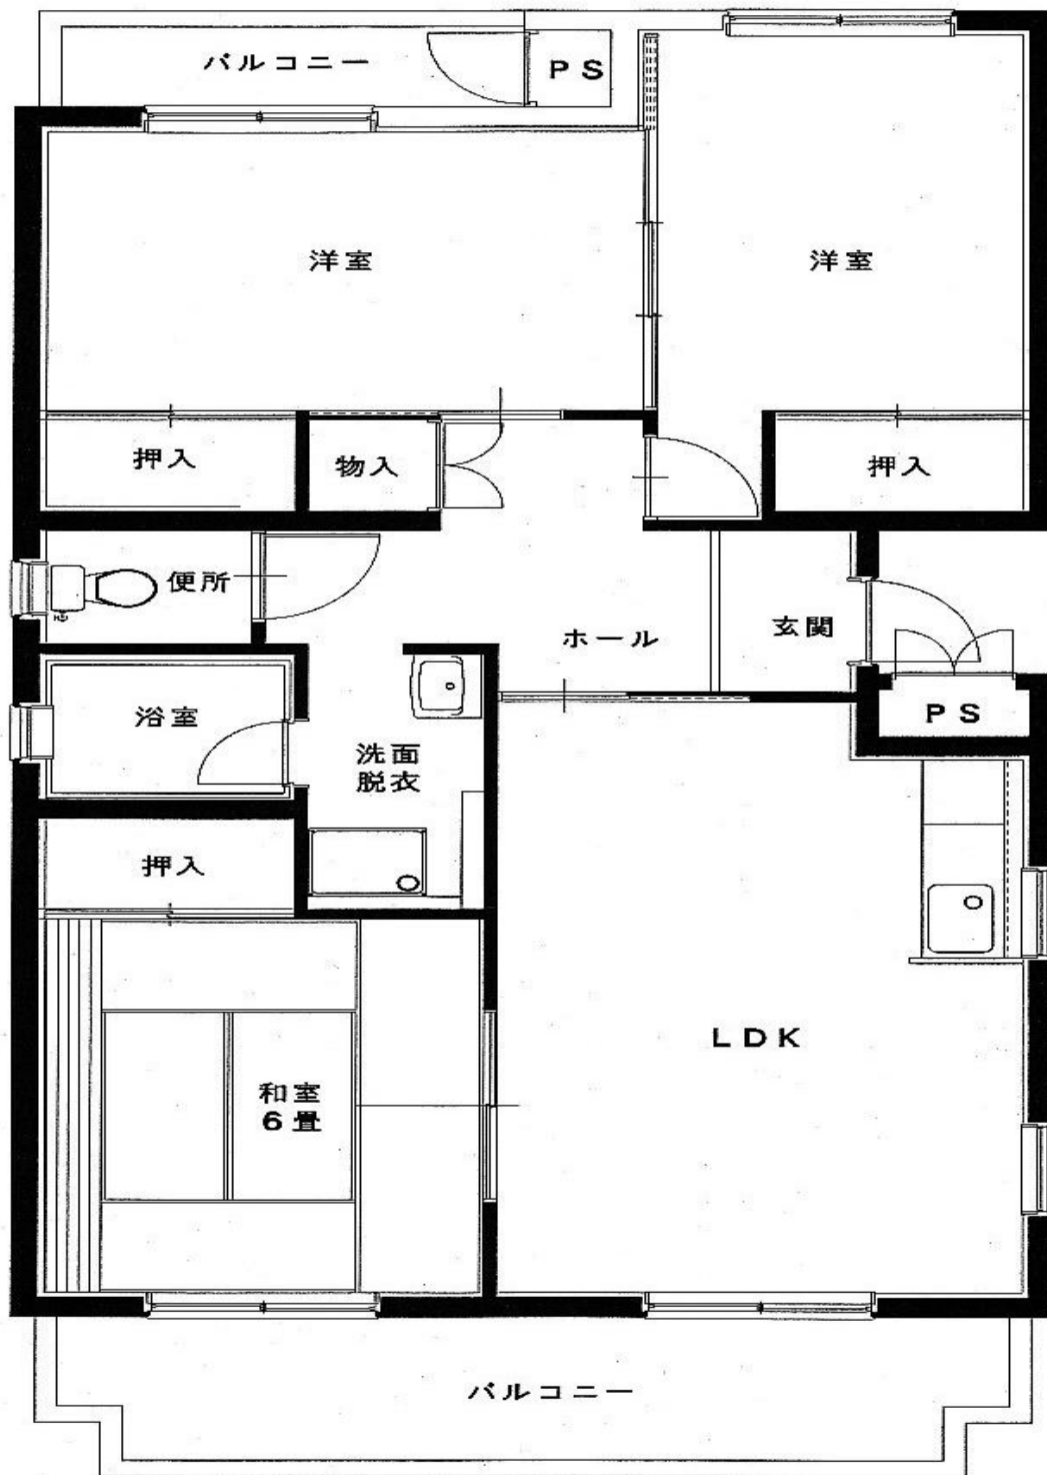 バルコニー
PS
洋室
洋室
押入
物入
押入
便所
ホール
玄関
浴室
PS
洗面
脱衣
押入
LDK
和室
6畳
バルコニー